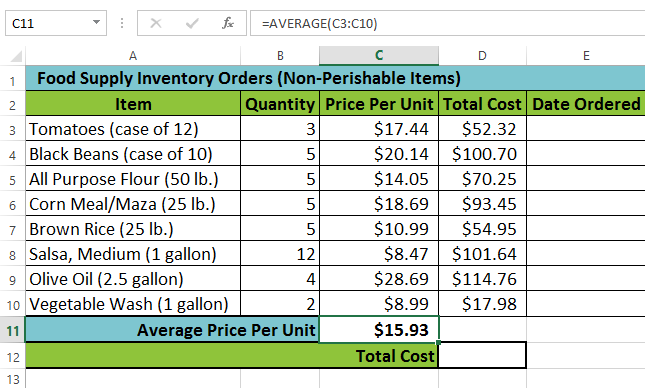 C11 fx =AVERAGE(C3:C10)
A B C D E
1 Food Supply Inventory Orders (Non-Perishable Items)
2 Item Quantity Price Per Unit Total Cost Date Ordered
3 Tomatoes (case of 12) 3 $17.44 $52.32
4 Black Beans (case of 10) 5 $20.14 $100.70
5 All Purpose Flour (50 lb.) 5 $14.05 $70.25
6 Corn Meal/Maza (25 lb.) 5 $18.69 $93.45
7 Brown Rice (25 lb.) 5 $10.99 $54.95
8 Salsa, Medium (1 gallon) 12 $8.47 $101.64
9 Olive Oil (2.5 gallon) 4 $28.69 $114.76
10 Vegetable Wash (1 gallon) 2 $8.99 $17.98
11 Average Price Per Unit $15.93
12 Total Cost
13